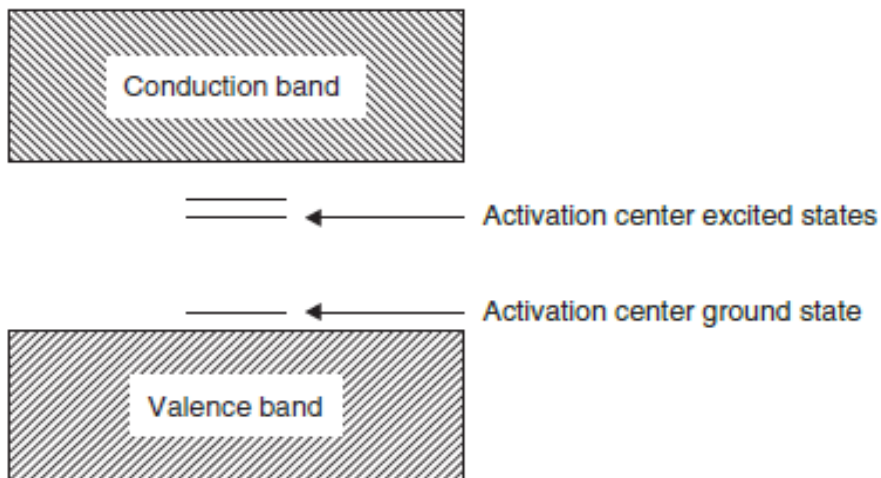 Conduction band
Activation center excited states
Activation center ground state
Valence band